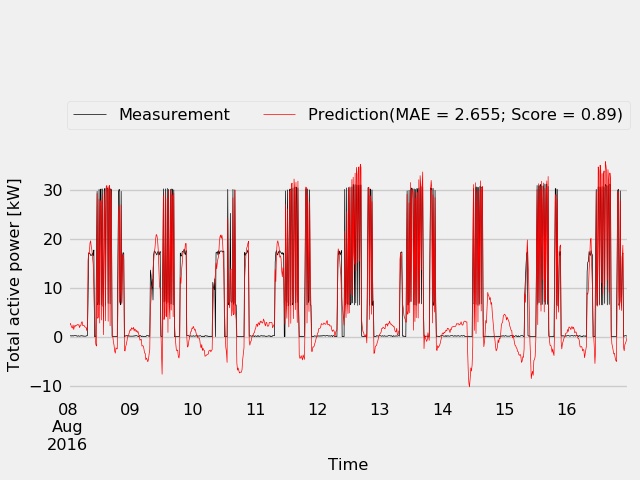 Measurement
Prediction(MAE = 2.655; Score = 0.89)
Total active power [kW]
30
20
10
0
−10
08 09 10 11 12 13 14 15 16
Aug
2016
Time